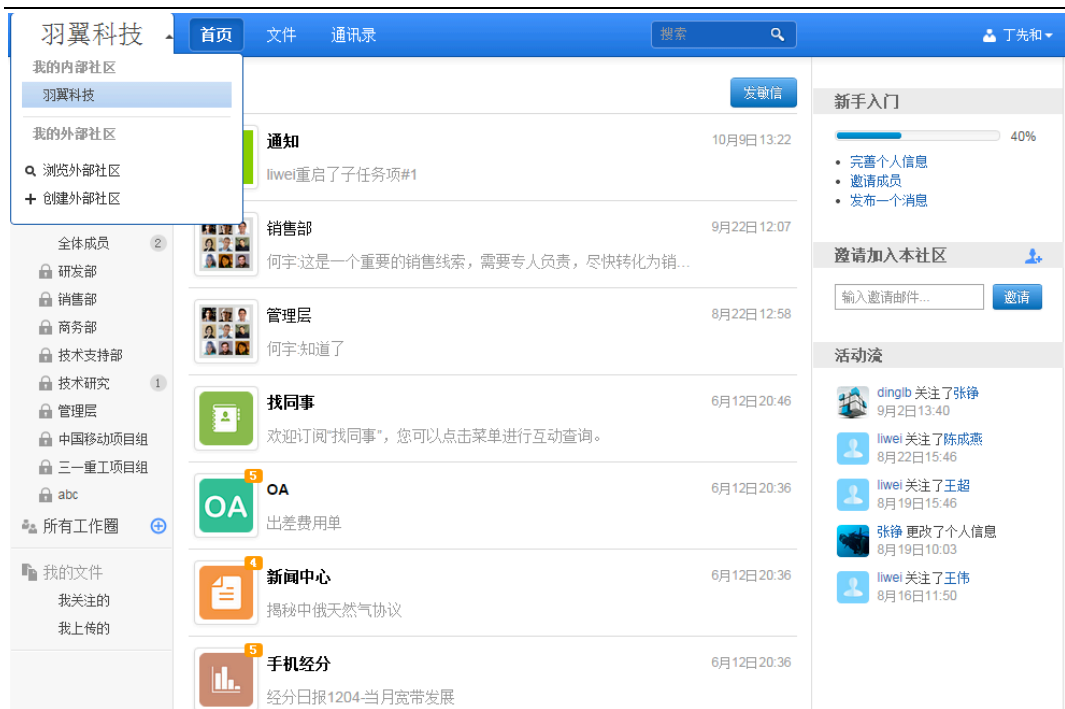 羽翼科技
首页
文件
通讯录
搜索
丁先和
我的内部社区
羽翼科技
我的外部社区
浏览外部社区
创建外部社区
全体成员 2
研发部
销售部
商务部
技术支持部
技术研究 1
管理层
中国移动项目组
三一重工项目组
abc
所有工作圈
我的文件
我关注的
我上传的
发敏信
通知 10月9日13:22
liwei重启了子任务项#1
销售部 9月22日12:07
何宇:这是一个重要的销售线索，需要专人负责，尽快转化为销...
管理层 8月22日12:58
何宇:知道了
找同事 6月12日20:46
欢迎订阅“找同事”，您可以点击菜单进行互动查询。
5
OA
OA 6月12日20:36
出差费用单
4
新闻中心 6月12日20:36
揭秘中俄天然气协议
5
手机经分 6月12日20:36
经分日报1204-当月宽带发展
新手入门
40%
完善个人信息
邀请成员
发布一个消息
邀请加入本社区
输入邀请邮件...
邀请
活动流
dinglb 关注了张铮
9月2日13:40
liwei 关注了陈成燕
8月22日15:46
liwei 关注了王超
8月19日15:46
张铮 更改了个人信息
8月19日10:03
liwei 关注了王伟
8月16日11:50